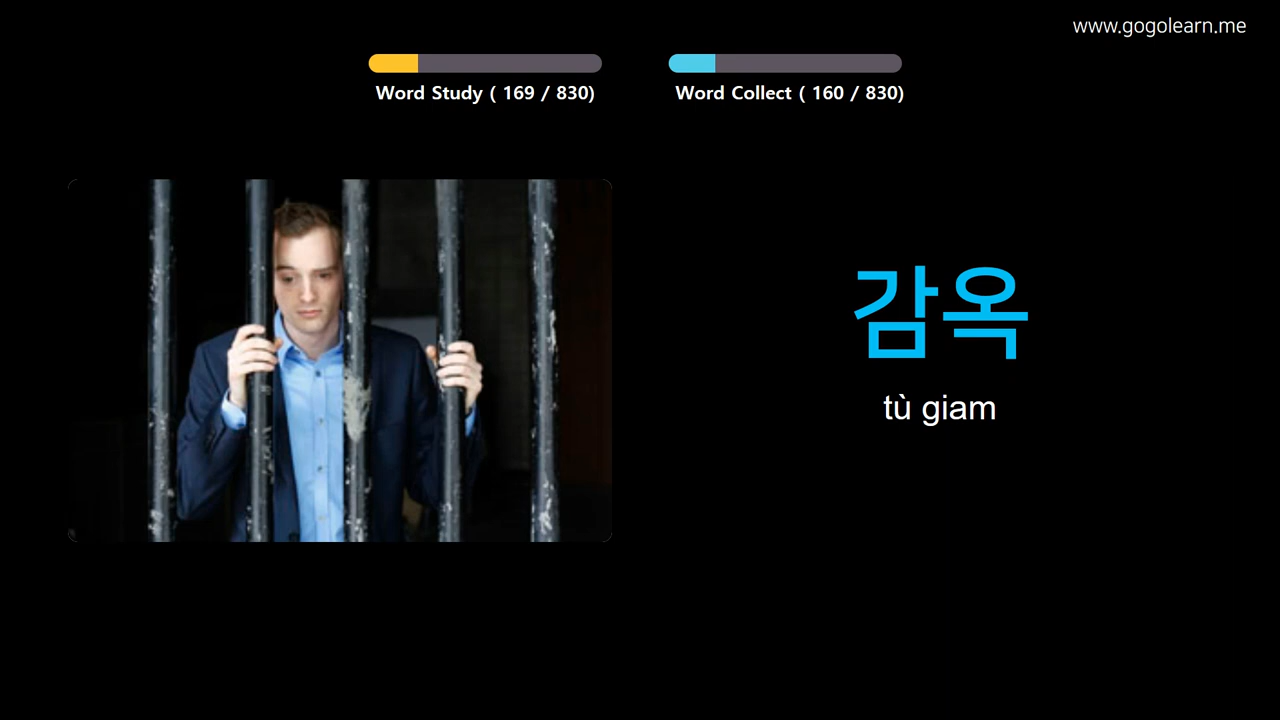 www.gogolearn.me
Word Study ( 169 / 830)
Word Collect ( 160 / 830)
감옥
tù giam